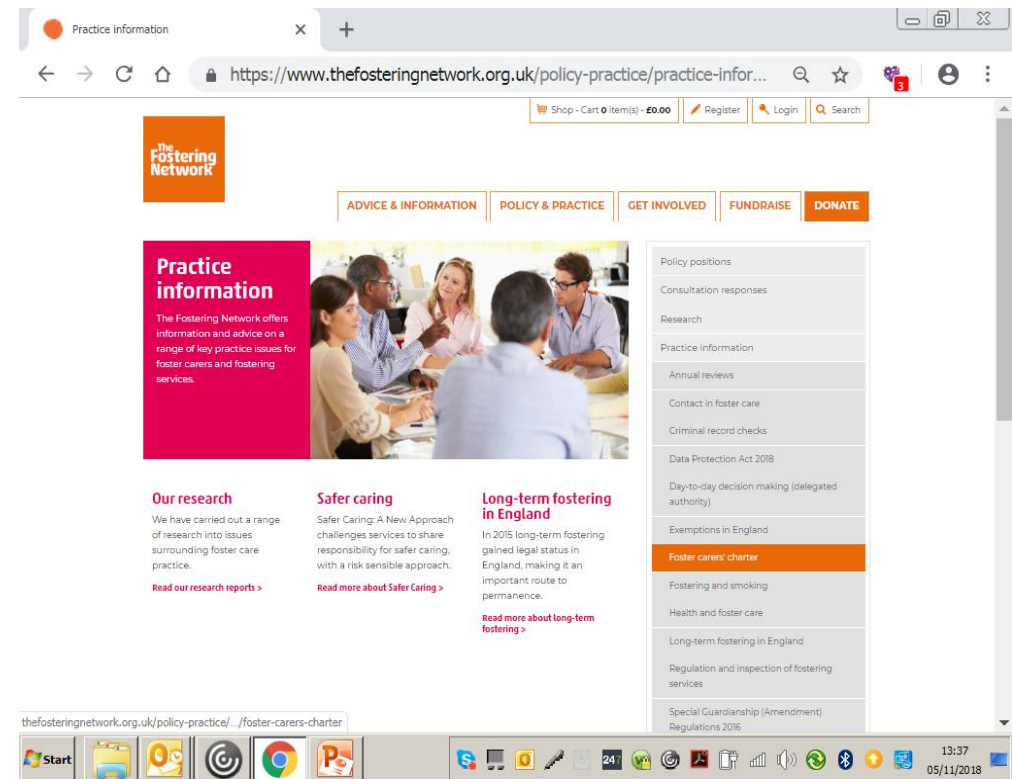 Practice information
https://www.thefosteringnetwork.org.uk/policy-practice/practice-infor...
3
Shop - Cart 0 item(s) - £0.00
Register
Login
Search
The
Fostering
Network
ADVICE & INFORMATION
POLICY & PRACTICE
GET INVOLVED
FUNDRAISE
DONATE
Practice
information
The Fostering Network offers
information and advice on a
range of key practice issues for
foster carers and fostering
services.
Our research
We have carried out a range
of research into issues
surrounding foster care
practice.
Read our research reports >
Safer caring
Safer Caring: A New Approach
challenges services to share
responsibility for safer caring,
with a risk sensible approach.
Read more about Safer Caring >
Long-term fostering
in England
In 2015 long-term fostering
gained legal status in
England, making it an
important route to
permanence.
Read more about long-term
fostering >
Policy positions
Consultation responses
Research
Practice information
Annual reviews
Contact in foster care
Criminal record checks
Data Protection Act 2018
Day-to-day decision making (delegated
authority)
Exemptions in England
Foster carers' charter
Fostering and smoking
Health and foster care
Long-term fostering in England
Regulation and inspection of fostering
services
Special Guardianship (Amendment)
Regulations 2016
thefosteringnetwork.org.uk/policy-practice/.../foster-carers-charter
Start
247
13:37
05/11/2018